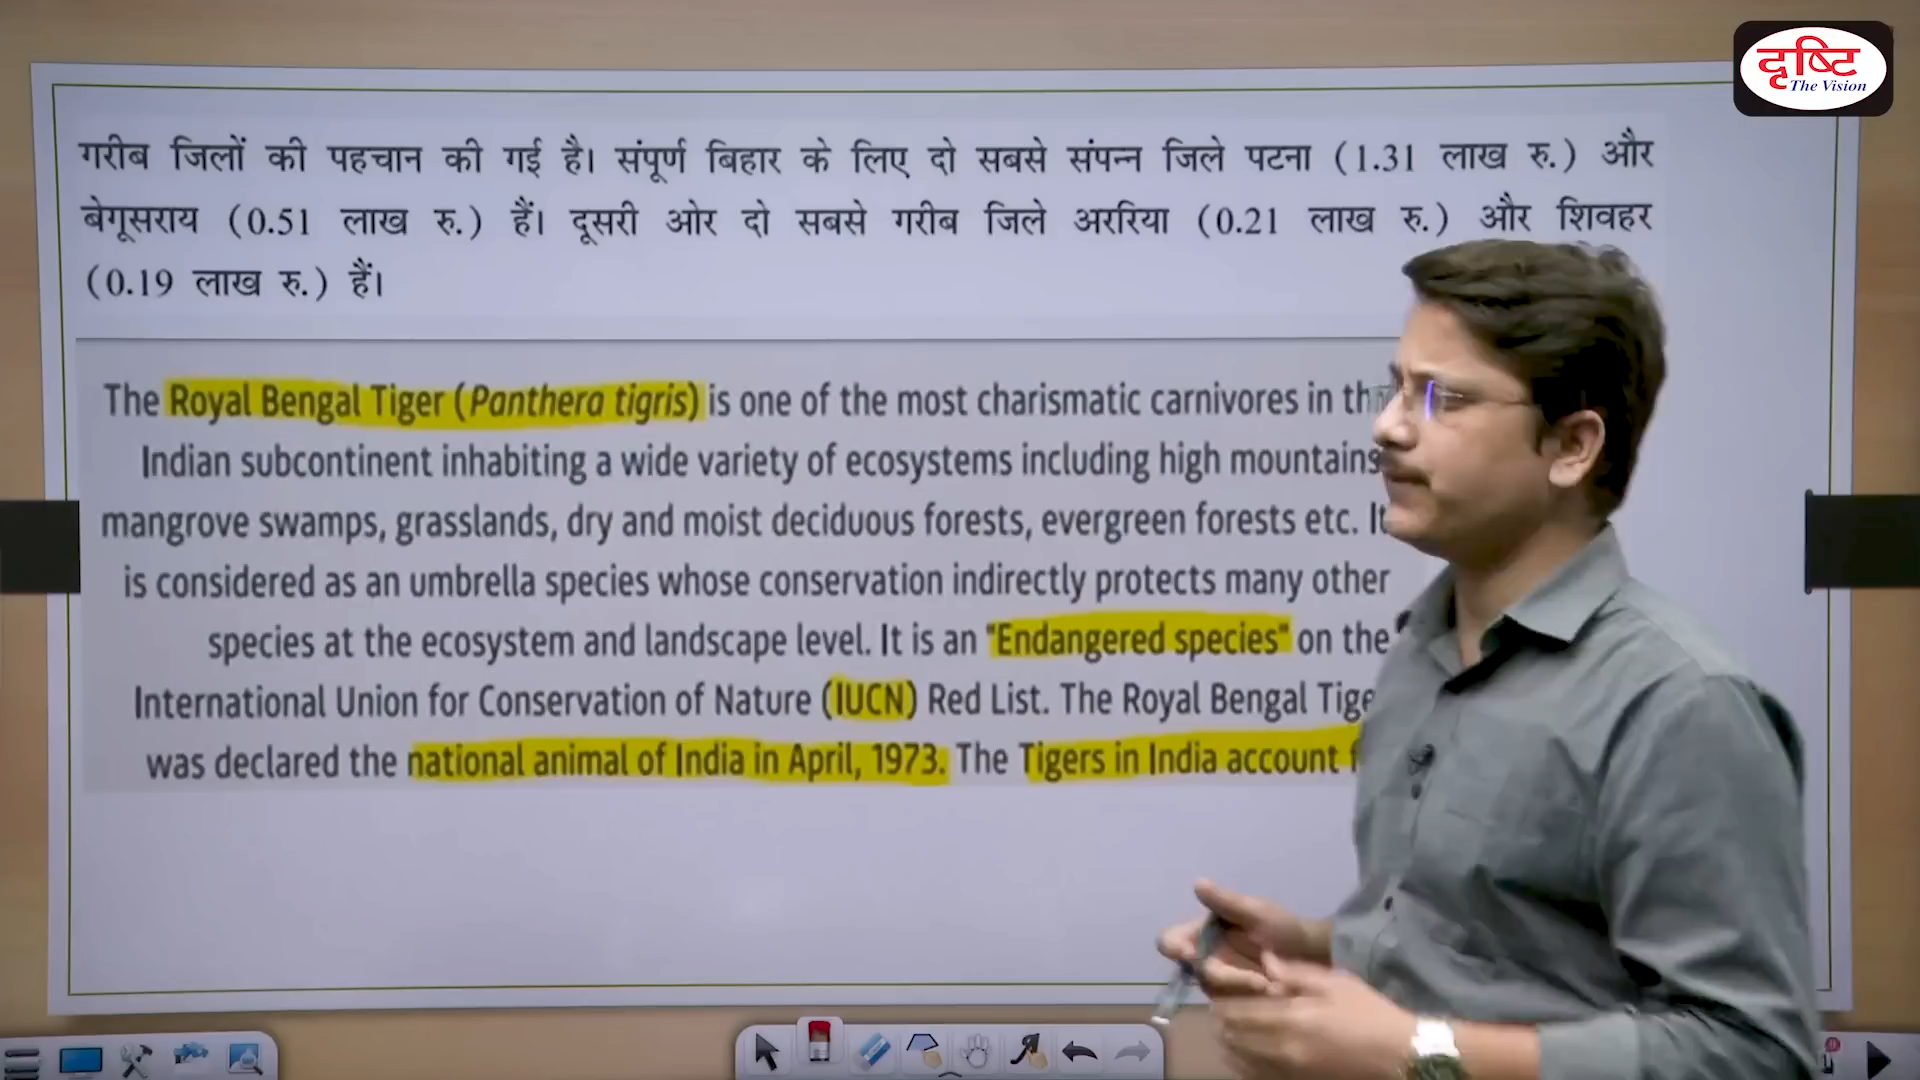 दृष्टि
The Vision
गरीब जिलों की पहचान की गई है। संपूर्ण बिहार के लिए दो सबसे संपन्न जिले पटना (1.31 लाख रु.) और
बेगूसराय (0.51 लाख रु.) हैं। दूसरी ओर दो सबसे गरीब जिले अररिया (0.21 लाख रु.) और शिवहर
(0.19 लाख रु.) हैं।
The Royal Bengal Tiger (Panthera tigris) is one of the most charismatic carnivores in
Indian subcontinent inhabiting a wide variety of ecosystems including high mountains
mangrove swamps, grasslands, dry and moist deciduous forests, evergreen forests etc. It
is considered as an umbrella species whose conservation indirectly protects many other
species at the ecosystem and landscape level. It is an "Endangered species" on the
International Union for Conservation of Nature (IUCN) Red List. The Royal Bengal
was declared the national animal of India in April, 1973. The Tigers in India account